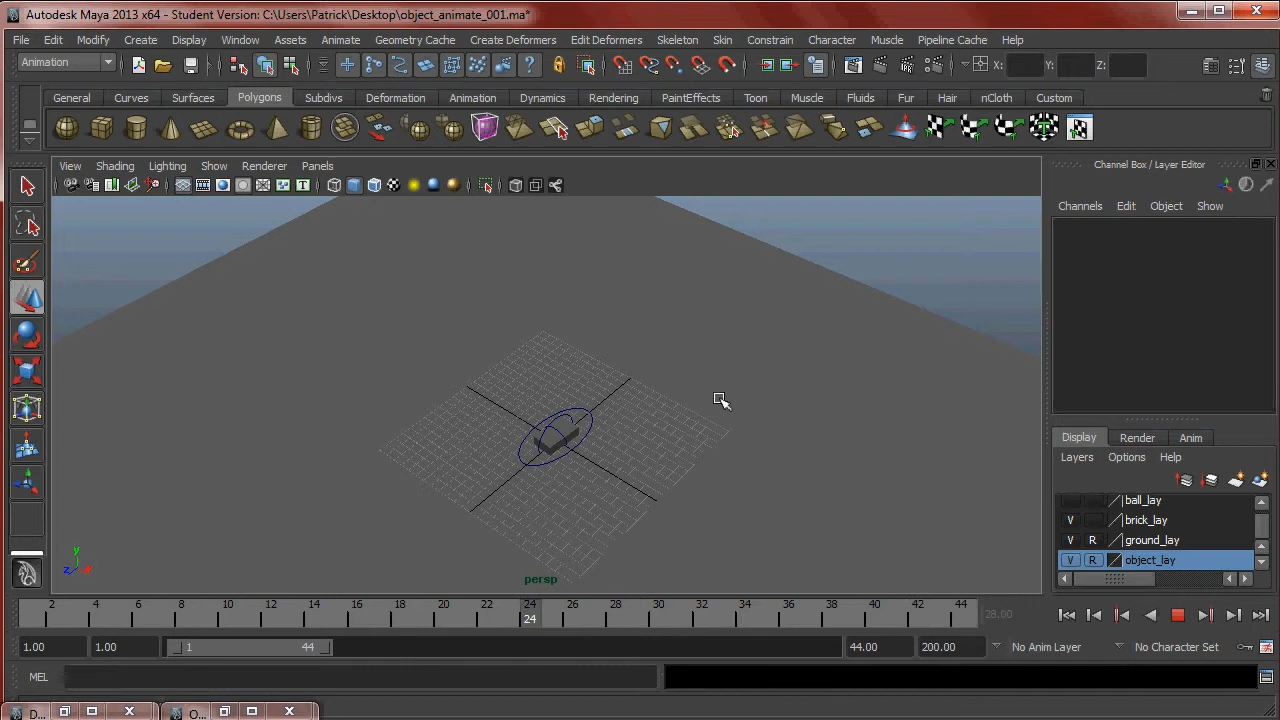 Autodesk Maya 2013 x64 - Student Version: C:\Users\Patrick\Desktop\object_animate_001.ma*
File Edit Modify Create Display Window Assets Animate Geometry Cache Create Deformers Edit Deformers Skeleton Skin Constrain Character Muscle Pipeline Cache Help
Animation X: Y: Z:
General Curves Surfaces Polygons Subdivs Deformation Animation Dynamics Rendering PaintEffects Toon Muscle Fluids Fur Hair nCloth Custom
View Shading Lighting Show Renderer Panels
Channel Box / Layer Editor
Channels Edit Object Show
Display Render Anim
Layers Options Help
ball_lay
V brick_lay
V R ground_lay
V R object_lay
y
z x
persp
2 4 6 8 10 12 14 16 18 20 22 24 26 28 30 32 34 36 38 40 42 44
24
28.00
1.00 1.00 1 44 44.00 200.00 No Anim Layer No Character Set
MEL
D... O...